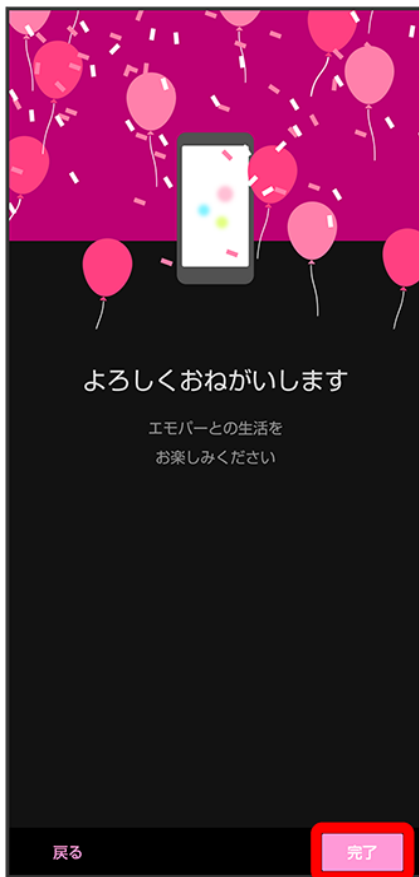 よろしくおねがいします
エモパーとの生活を
お楽しみください
戻る
完了